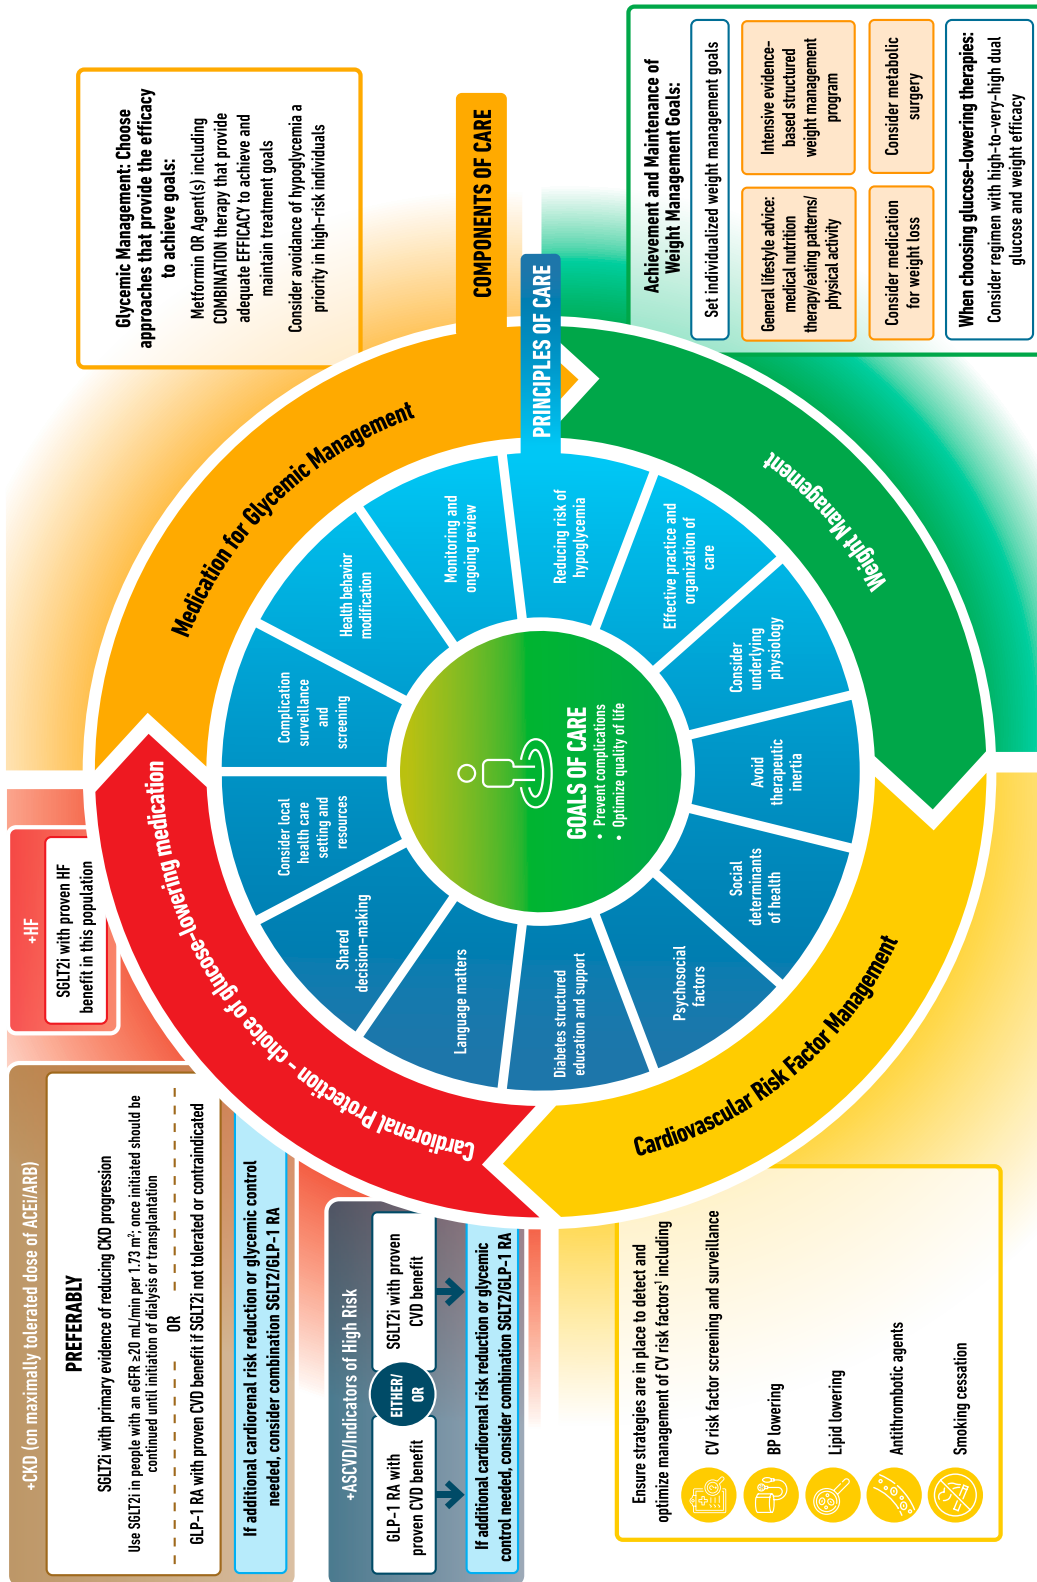 +CKD (on maximally tolerated dose of ACEi/ARB)
PREFERABLY
SGLT2i with primary evidence of reducing CKD progression
Use SGLT2i in people with an eGFR ≥20 mL/min per 1.73 m²; once initiated should be
continued until initiation of dialysis or transplantation
OR
GLP-1 RA with proven CVD benefit if SGLT2i not tolerated or contraindicated
If additional cardiorenal risk reduction or glycemic control
needed, consider combination SGLT2/GLP-1 RA
+HF
SGLT2i with proven HF
benefit in this population
+ASCVD/Indicators of High Risk
GLP-1 RA with
proven CVD benefit
EITHER/
OR
SGLT2i with proven
CVD benefit
If additional cardiorenal risk reduction or glycemic
control needed, consider combination SGLT2/GLP-1 RA
Glycemic Management: Choose
approaches that provide the efficacy
to achieve goals:
Metformin OR Agent(s) including
COMBINATION therapy that provide
adequate EFFICACY to achieve and
maintain treatment goals
Consider avoidance of hypoglycemia a
priority in high-risk individuals
COMPONENTS OF CARE
PRINCIPLES OF CARE
Cardiorenal Protection - choice of glucose-lowering medication
Medication for Glycemic Management
Weight Management
Cardiovascular Risk Factor Management
Consider local
health care
setting and
resources
Complication
surveillance
and
screening
Health behavior
modification
Monitoring and
ongoing review
Reducing risk of
hypoglycemia
Effective practice and
organization of
care
Consider
underlying
physiology
Avoid
therapeutic
inertia
Social
determinants
of health
Psychosocial
factors
Diabetes structured
education and support
Language matters
Shared
decision-making
GOALS OF CARE
• Prevent complications
• Optimize quality of life
Ensure strategies are in place to detect and
optimize management of CV risk factors¹ including
CV risk factor screening and surveillance
BP lowering
Lipid lowering
Antithrombotic agents
Smoking cessation
Achievement and Maintenance of
Weight Management Goals:
Set individualized weight management goals
General lifestyle advice:
medical nutrition
therapy/eating patterns/
physical activity
Intensive evidence-
based structured
weight management
program
Consider medication
for weight loss
Consider metabolic
surgery
When choosing glucose-lowering therapies:
Consider regimen with high-to-very-high dual
glucose and weight efficacy